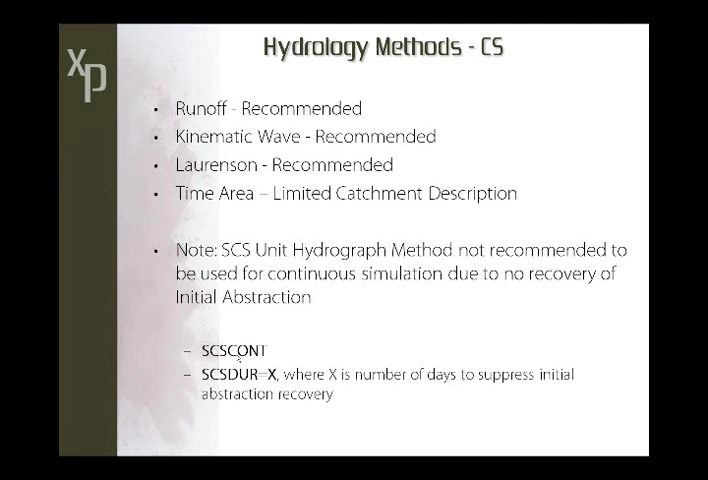 xp
Hydrology Methods - CS
• Runoff - Recommended
• Kinematic Wave - Recommended
• Laurenson - Recommended
• Time Area – Limited Catchment Description
• Note: SCS Unit Hydrograph Method not recommended to
be used for continuous simulation due to no recovery of
Initial Abstraction
– SCSCONT
– SCSDUR=X, where X is number of days to suppress initial
abstraction recovery